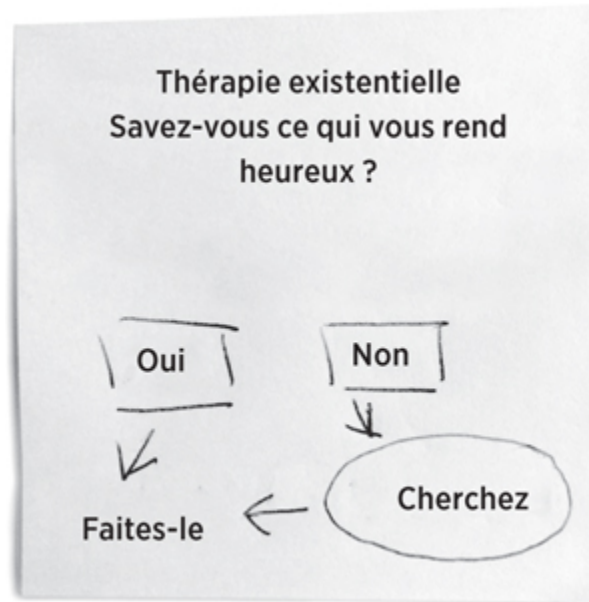 Thérapie existentielle
Savez-vous ce qui vous rend
heureux ?
Oui
Non
Cherchez
Faites-le